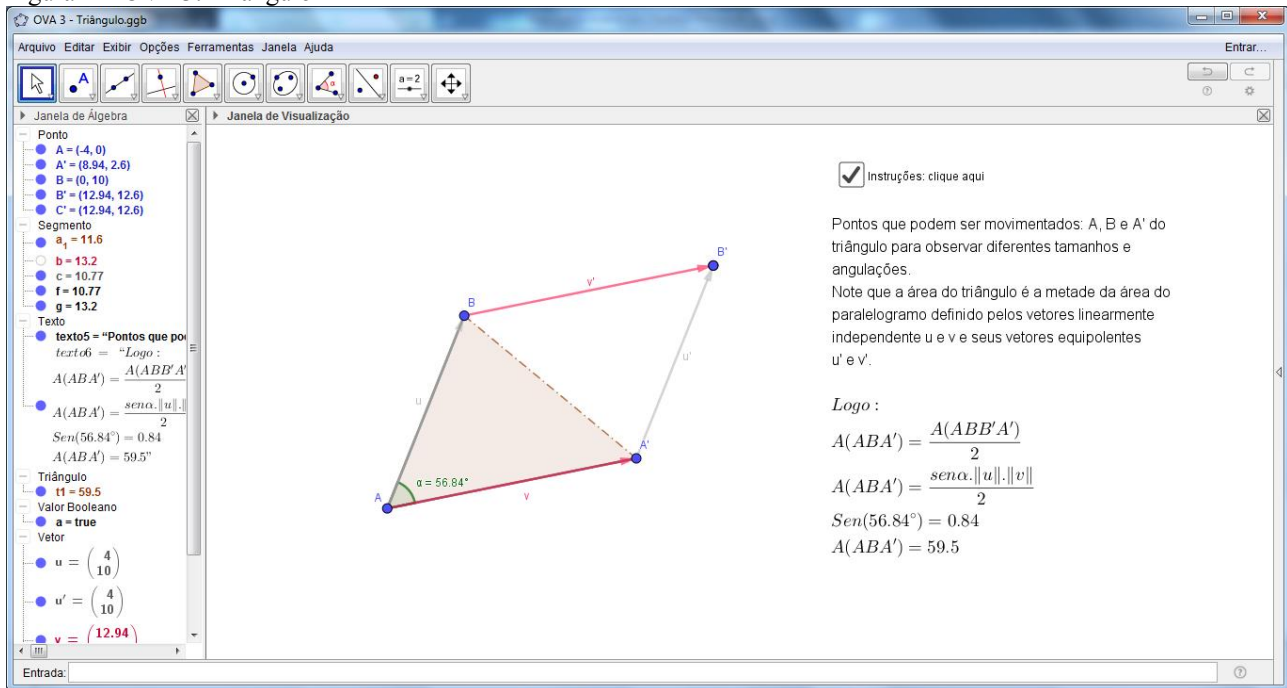 OVA 3 - Triângulo.ggb
Arquivo Editar Exibir Opções Ferramentas Janela Ajuda
Entrar...
A
α
a=2
Janela de Álgebra
Janela de Visualização
Ponto
A = (-4, 0)
A' = (8.94, 2.6)
B = (0, 10)
B' = (12.94, 12.6)
C' = (12.94, 12.6)
Segmento
a₁ = 11.6
b = 13.2
c = 10.77
f = 10.77
g = 13.2
Texto
texto5 = “Pontos que po
texto6 = “Logo :
A(ABA') = A(ABB'A' / 2
A(ABA') = senα.‖u‖.‖ / 2
Sen(56.84°) = 0.84
A(ABA') = 59.5”
Triângulo
t1 = 59.5
Valor Booleano
a = true
Vetor
u = (4 10)
u' = (4 10)
v = (12.94
Entrada:
B
B'
v'
u
u'
A
A'
α = 56.84°
v
Instruções: clique aqui
Pontos que podem ser movimentados: A, B e A' do
triângulo para observar diferentes tamanhos e
angulações.
Note que a área do triângulo é a metade da área do
paralelogramo definido pelos vetores linearmente
independente u e v e seus vetores equipolentes
u' e v'.
Logo :
A(ABA') = A(ABB'A') / 2
A(ABA') = senα.‖u‖.‖v‖ / 2
Sen(56.84°) = 0.84
A(ABA') = 59.5